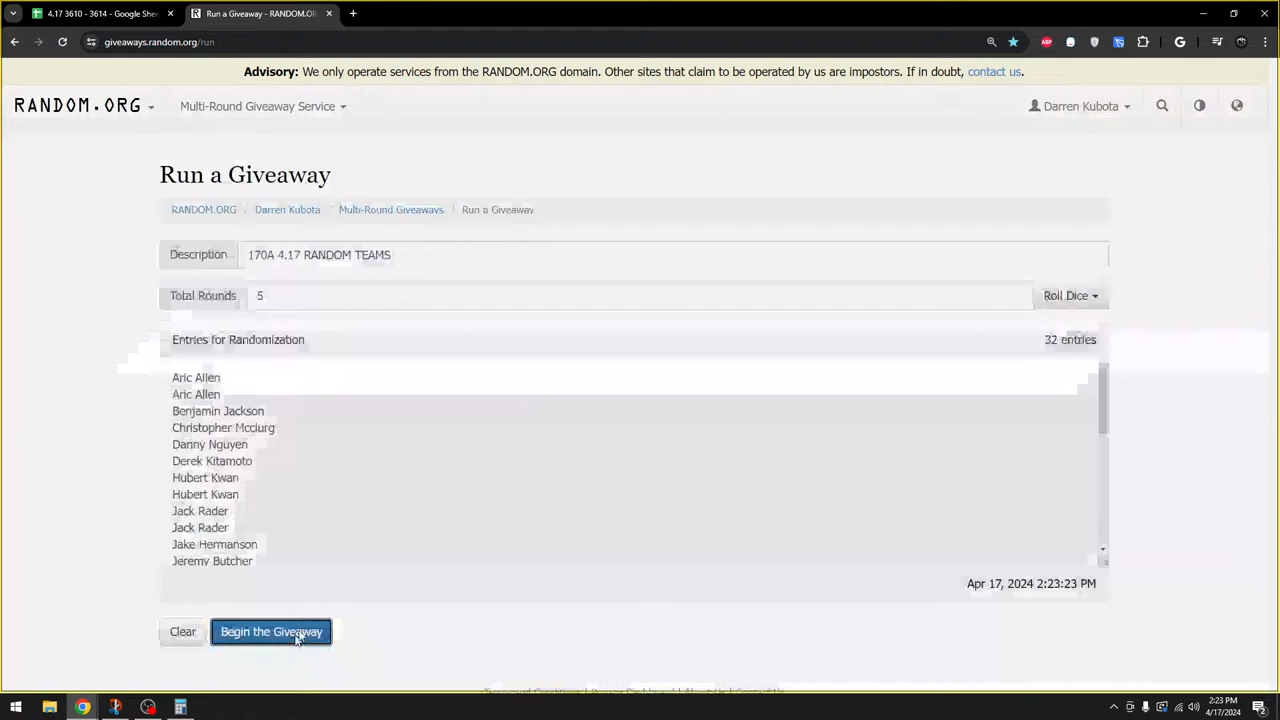 4.17 3610 - 3614 - Google She
Run a Giveaway - RANDOM.OR
giveaways.random.org/run
Advisory: We only operate services from the RANDOM.ORG domain. Other sites that claim to be operated by us are impostors. If in doubt, contact us.
RANDOM.ORG
Multi-Round Giveaway Service
Darren Kubota
Run a Giveaway
RANDOM.ORG / Darren Kubota / Multi-Round Giveaways / Run a Giveaway
Description 170A 4.17 RANDOM TEAMS
Total Rounds 5 Roll Dice
Entries for Randomization 32 entries
Aric Allen
Aric Allen
Benjamin Jackson
Christopher Mcclurg
Danny Nguyen
Derek Kitamoto
Hubert Kwan
Hubert Kwan
Jack Rader
Jack Rader
Jake Hermanson
Jeremy Butcher
Apr 17, 2024 2:23:23 PM
Clear Begin the Giveaway
2:23 PM
4/17/2024